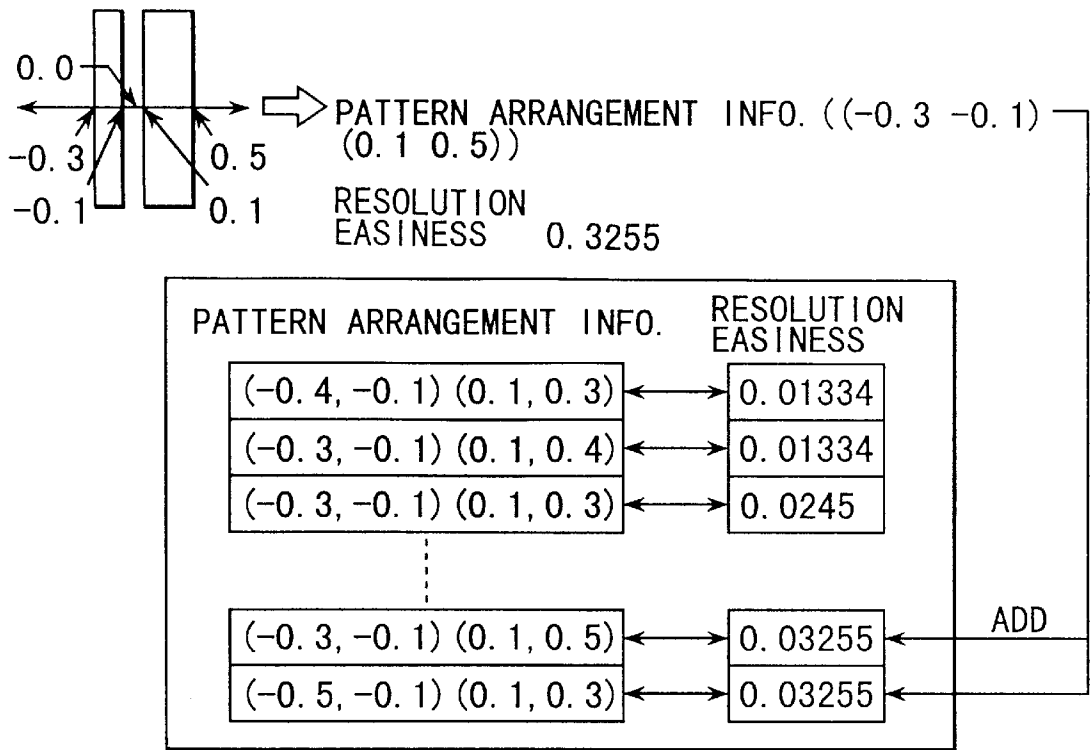 0.0
-0.3
-0.1
0.5
0.1
PATTERN ARRANGEMENT INFO. ((-0.3 -0.1)
(0.1 0.5))
RESOLUTION
EASINESS 0.3255
PATTERN ARRANGEMENT INFO.
RESOLUTION
EASINESS
(-0.4,-0.1)(0.1,0.3) 0.01334
(-0.3,-0.1)(0.1,0.4) 0.01334
(-0.3,-0.1)(0.1,0.3) 0.0245
(-0.3,-0.1)(0.1,0.5) 0.03255
ADD
(-0.5,-0.1)(0.1,0.3) 0.03255